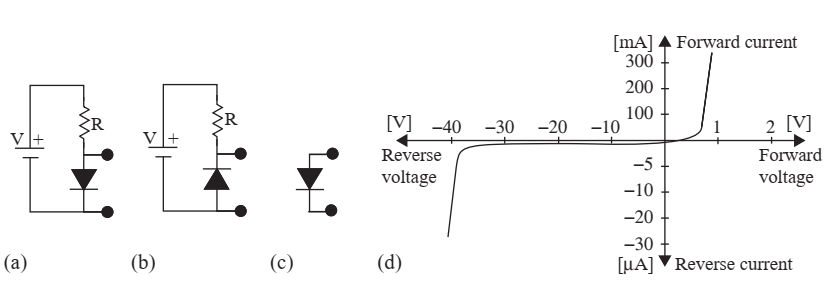 V + R
V + R
[mA] Forward current
300
200
100
[V] −40 −30 −20 −10 1 2 [V]
Reverse voltage
Forward voltage
−5
−10
−20
−30
[µA] Reverse current
(a) (b) (c) (d)